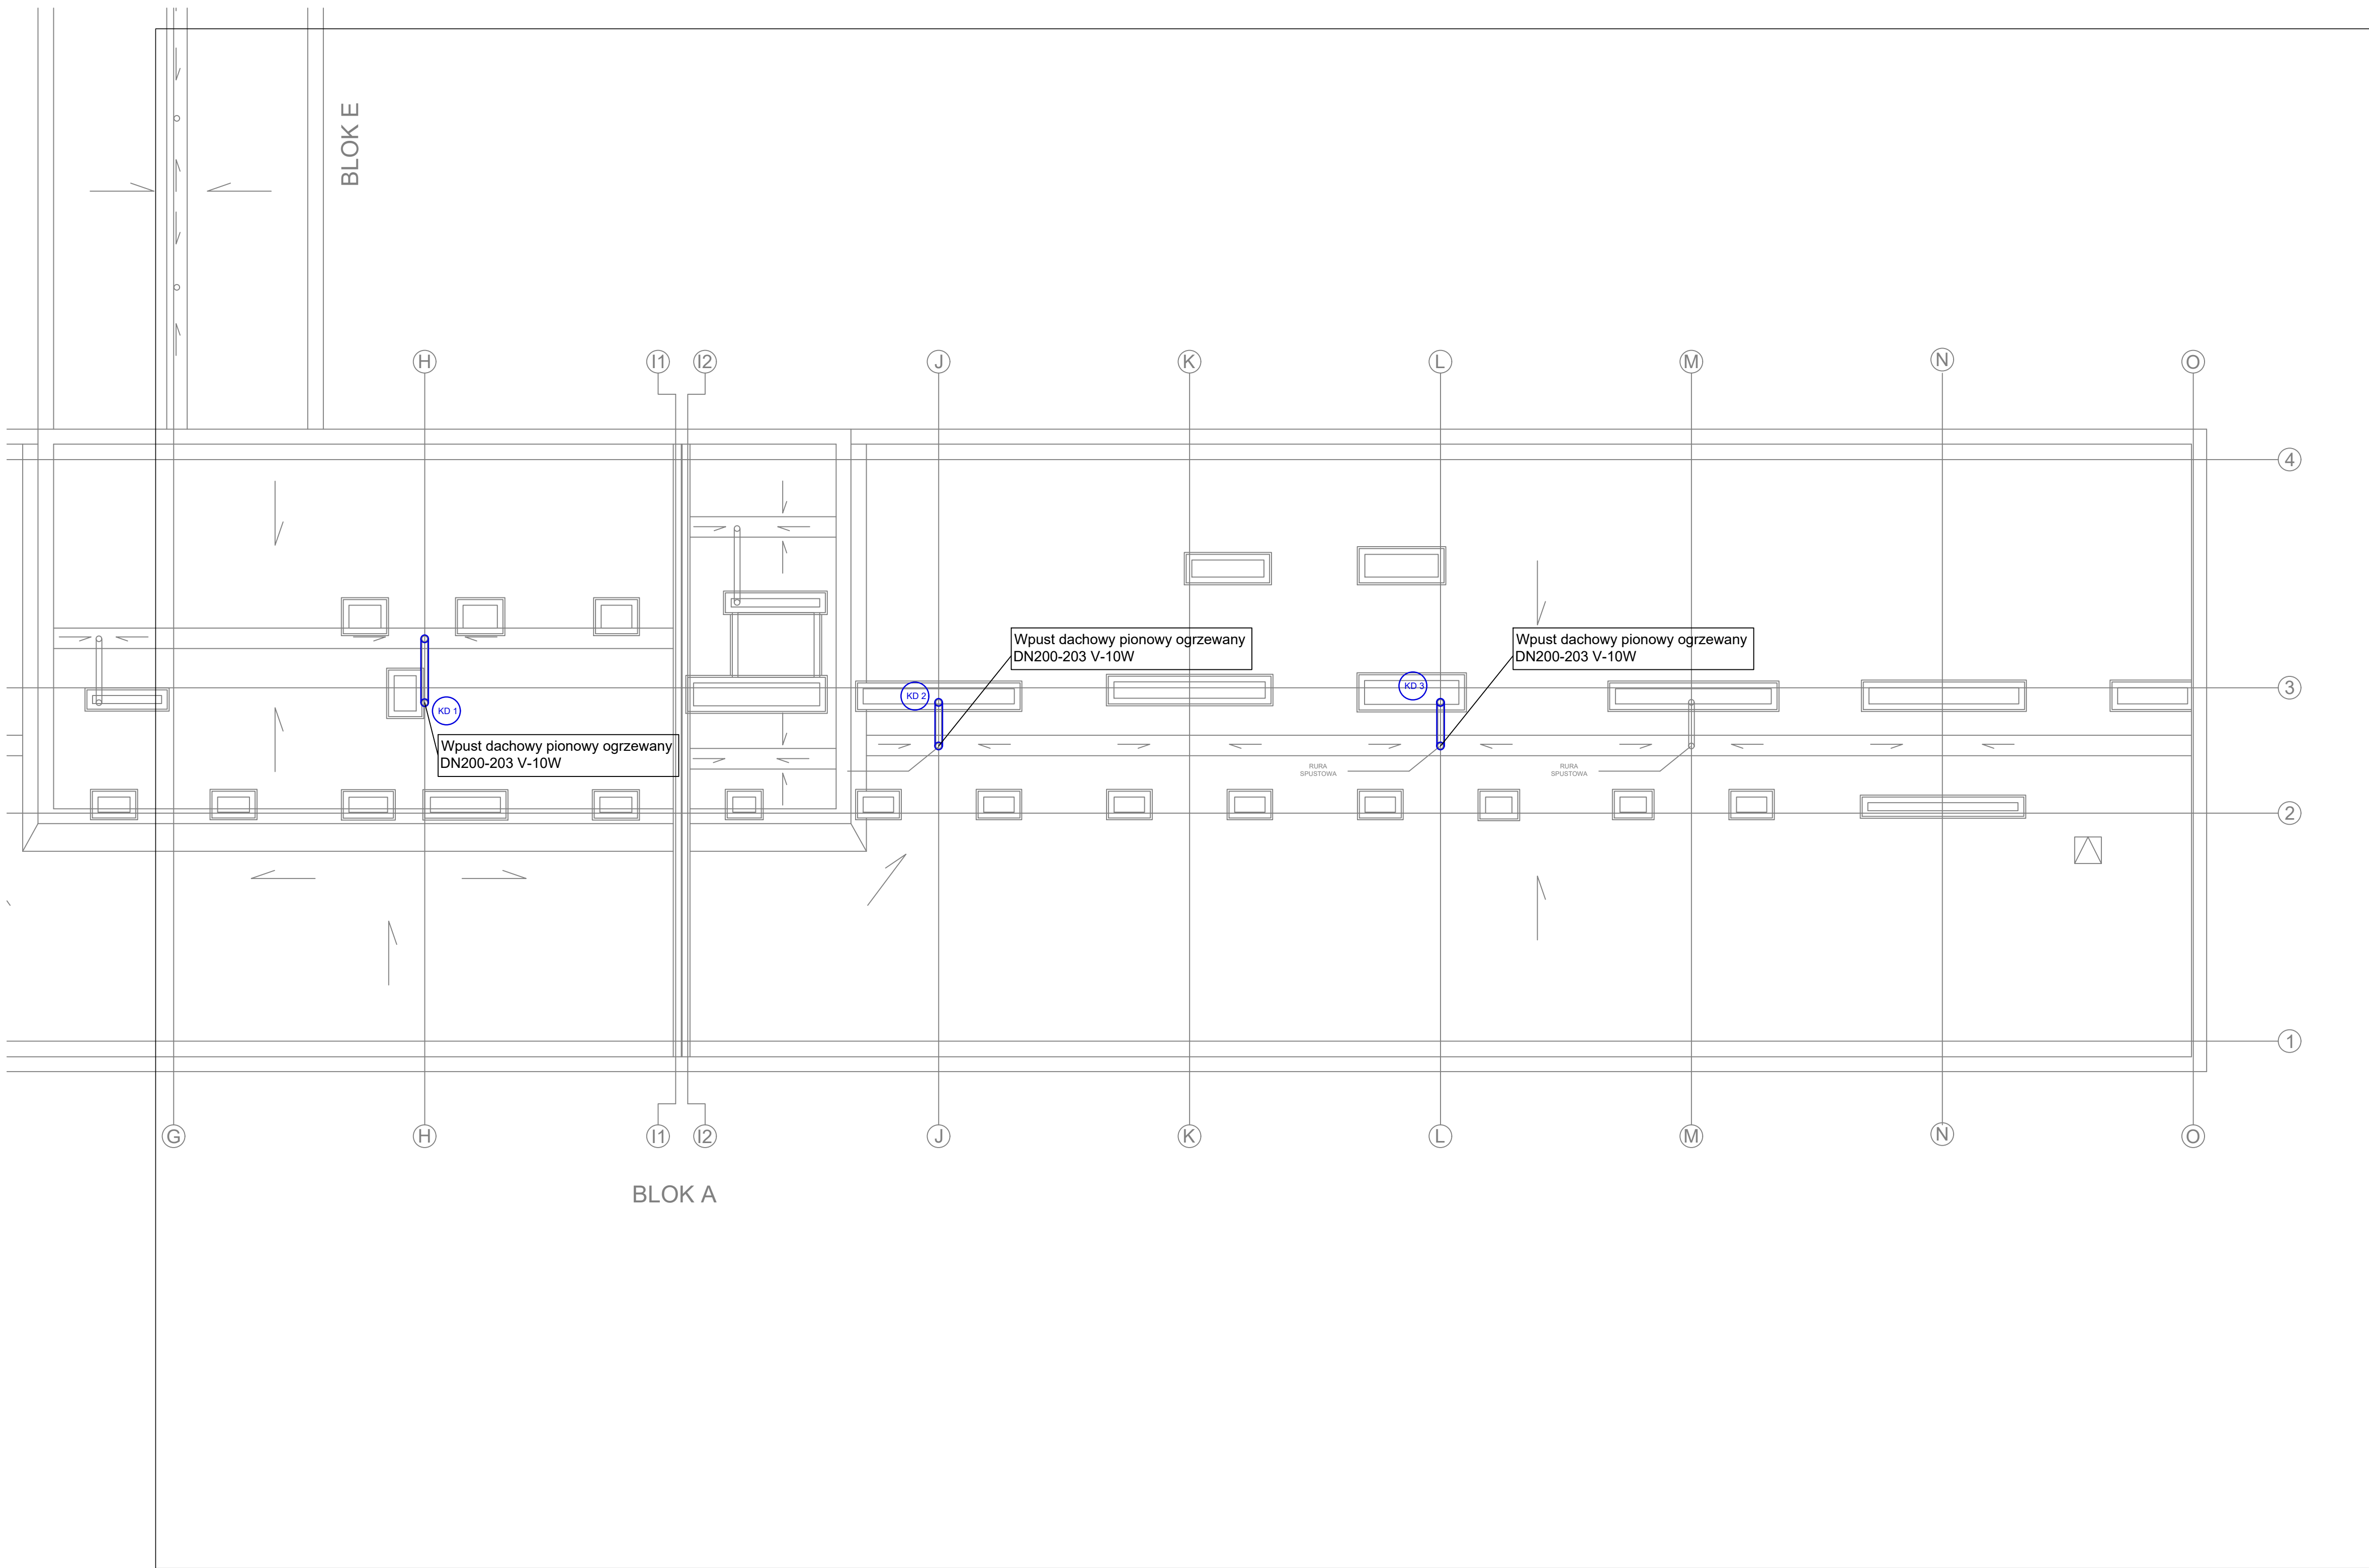 BLOK E
H
I1
I2
J
K
L
M
N
O
4
Wpust dachowy pionowy ogrzewany
DN200-203 V-10W
Wpust dachowy pionowy ogrzewany
DN200-203 V-10W
KD 1
KD 2
KD 3
3
Wpust dachowy pionowy ogrzewany
DN200-203 V-10W
RURA
SPUSTOWA
RURA
SPUSTOWA
2
1
G
H
I1
I2
J
K
L
M
N
O
BLOK A